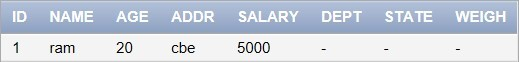 ID NAME AGE ADDR SALARY DEPT STATE WEIGH
1 ram 20 cbe 5000 - - -